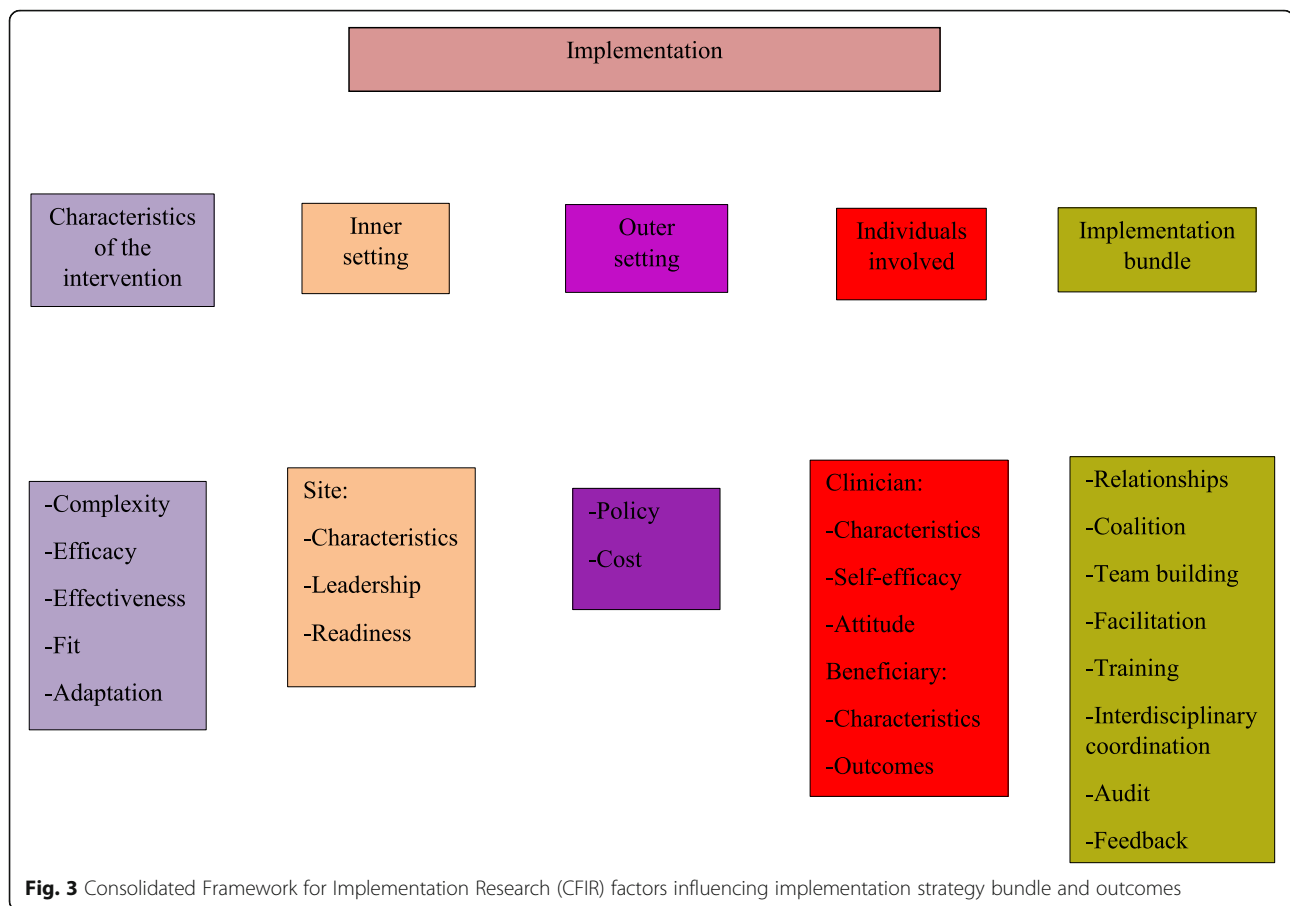 Implementation
Characteristics
of the
intervention
Inner
setting
Outer
setting
Individuals
involved
Implementation
bundle
-Complexity
-Efficacy
-Effectiveness
-Fit
-Adaptation
Site:
-Characteristics
-Leadership
-Readiness
-Policy
-Cost
Clinician:
-Characteristics
-Self-efficacy
-Attitude
Beneficiary:
-Characteristics
-Outcomes
-Relationships
-Coalition
-Team building
-Facilitation
-Training
-Interdisciplinary
coordination
-Audit
-Feedback
Fig. 3 Consolidated Framework for Implementation Research (CFIR) factors influencing implementation strategy bundle and outcomes